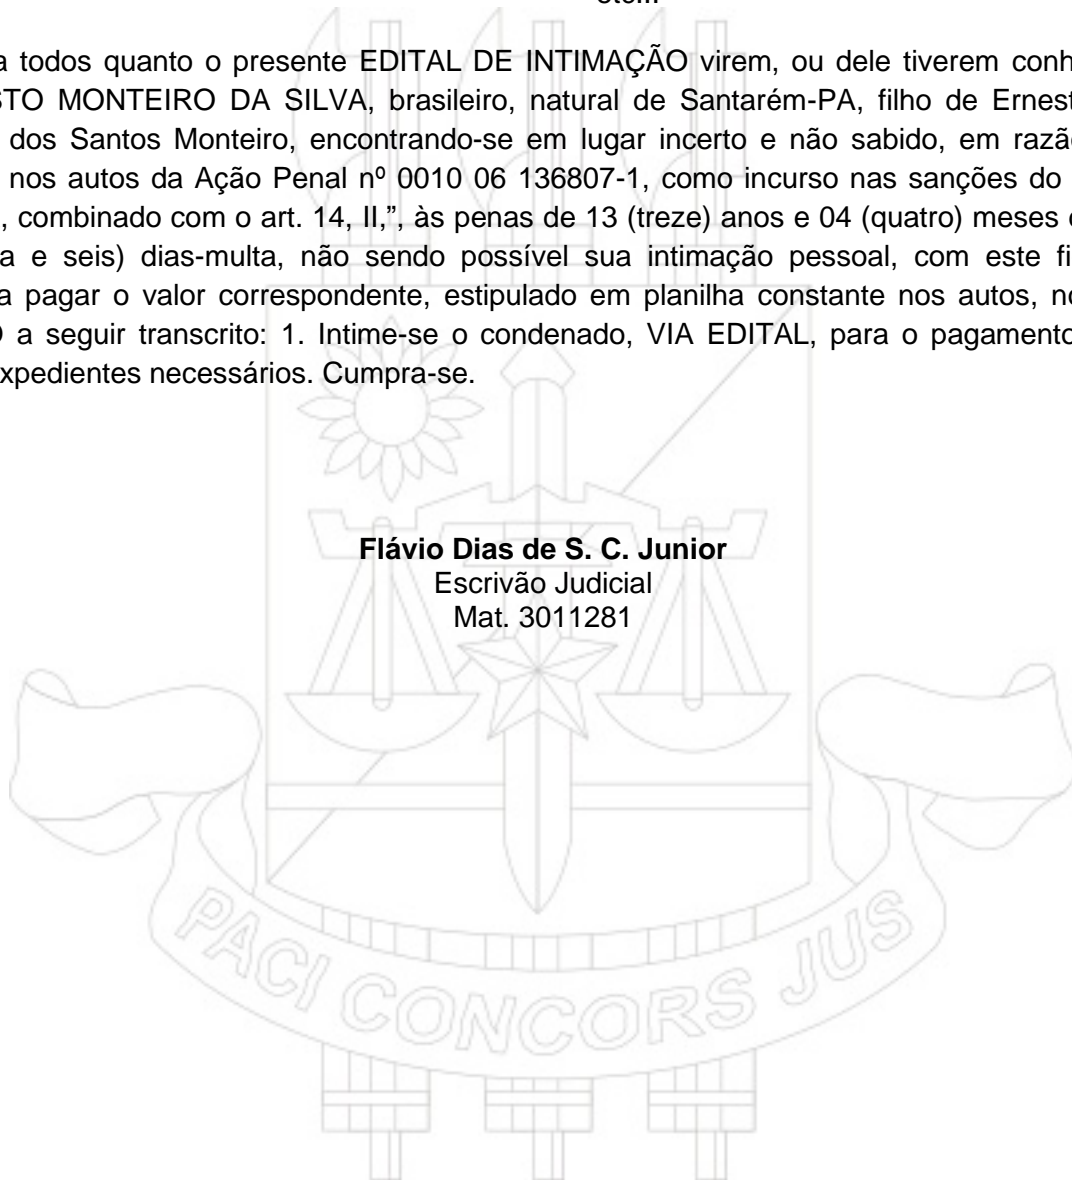 a todos quanto o presente EDITAL DE INTIMAÇÃO virem, ou dele tiverem conh
STO MONTEIRO DA SILVA, brasileiro, natural de Santarém-PA, filho de Ernest
dos Santos Monteiro, encontrando-se em lugar incerto e não sabido, em razã
nos autos da Ação Penal nº 0010 06 136807-1, como incurso nas sanções do
, combinado com o art. 14, II,”, às penas de 13 (treze) anos e 04 (quatro) meses
a e seis) dias-multa, não sendo possível sua intimação pessoal, com este fi
a pagar o valor correspondente, estipulado em planilha constante nos autos, n
O a seguir transcrito: 1. Intime-se o condenado, VIA EDITAL, para o pagamento
xpedientes necessários. Cumpra-se.
Flávio Dias de S. C. Junior
Escrivão Judicial
Mat. 3011281
PACI CONCORS JUS